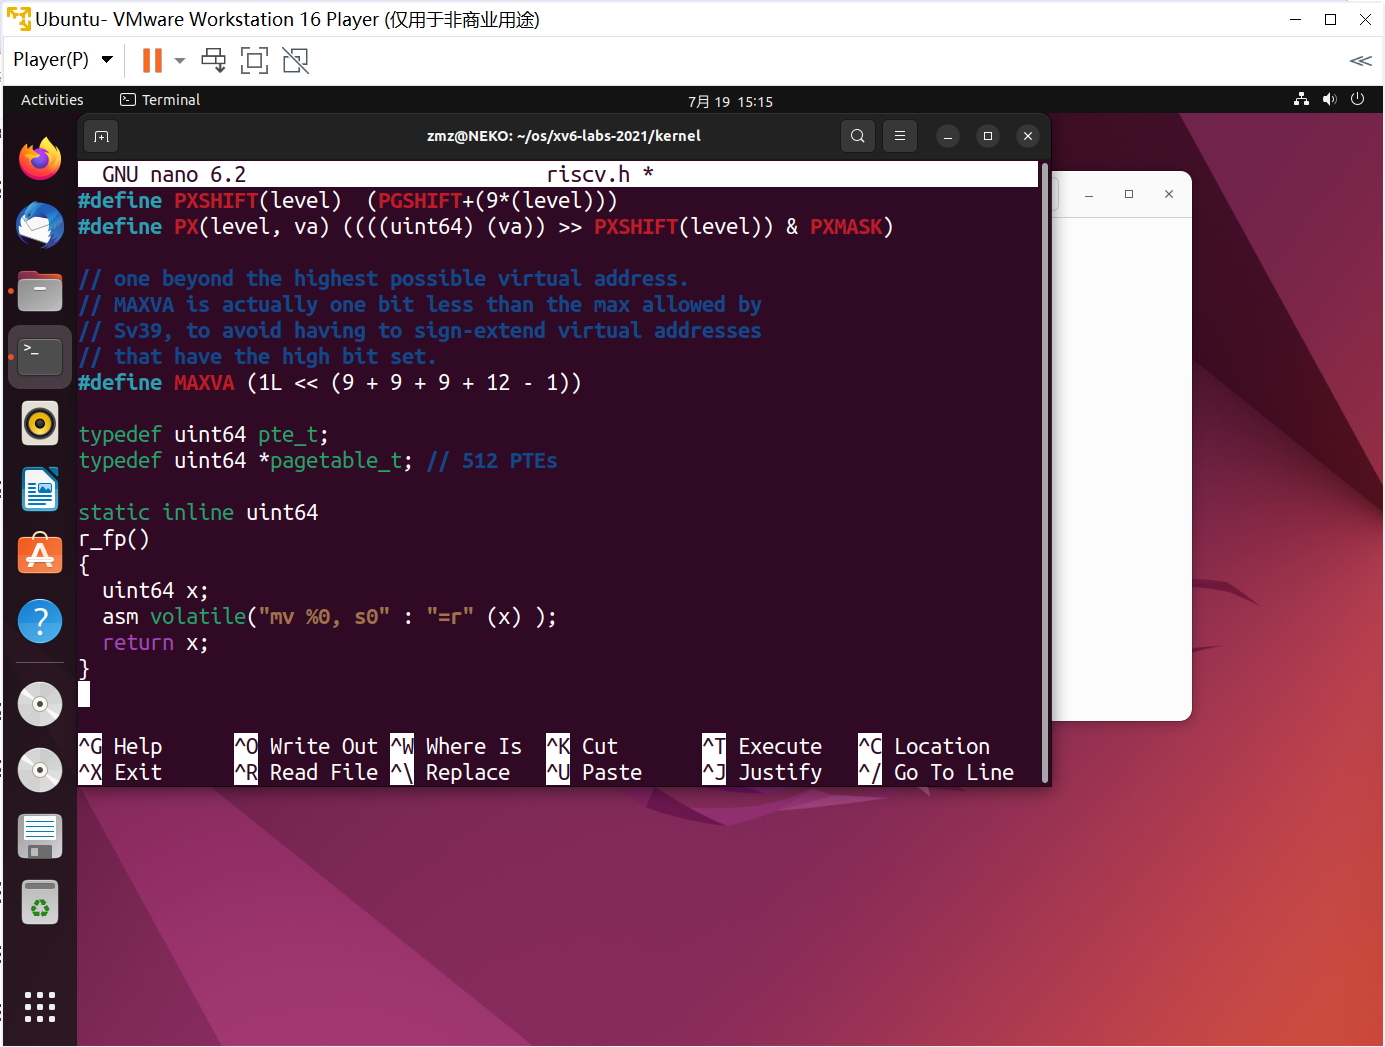 Ubuntu- VMware Workstation 16 Player (仅用于非商业用途)
Player(P)
Activities
Terminal
7月 19 15:15
zmz@NEKO: ~/os/xv6-labs-2021/kernel
GNU nano 6.2 riscv.h *
#define PXSHIFT(level)  (PGSHIFT+(9*(level)))
#define PX(level, va) ((((uint64) (va)) >> PXSHIFT(level)) & PXMASK)
// one beyond the highest possible virtual address.
// MAXVA is actually one bit less than the max allowed by
// Sv39, to avoid having to sign-extend virtual addresses
// that have the high bit set.
#define MAXVA (1L << (9 + 9 + 9 + 12 - 1))
typedef uint64 pte_t;
typedef uint64 *pagetable_t; // 512 PTEs
static inline uint64
r_fp()
{
  uint64 x;
  asm volatile("mv %0, s0" : "=r" (x) );
  return x;
}
^G Help ^O Write Out ^W Where Is ^K Cut ^T Execute ^C Location
^X Exit ^R Read File ^\ Replace ^U Paste ^J Justify ^/ Go To Line